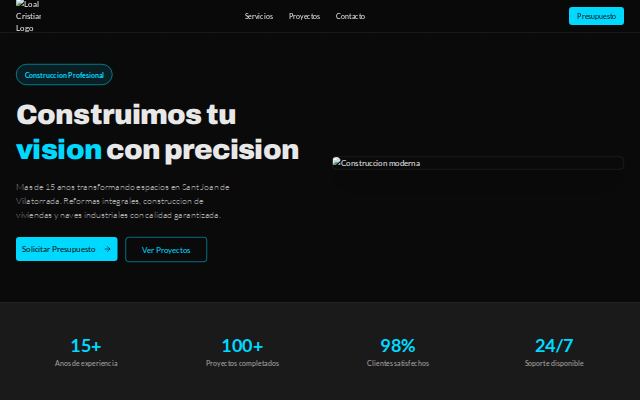 Loal
Cristian
Logo
Servicios
Proyectos
Contacto
Presupuesto
Construccion Profesional
Construimos tu
vision con precision
Construccion moderna
Mas de 15 anos transformando espacios en Sant Joan de
Vilatorrada. Reformas integrales, construccion de
viviendas y naves industriales con calidad garantizada.
Solicitar Presupuesto →
Ver Proyectos
15+
100+
98%
24/7
Anos de experiencia
Proyectos completados
Clientes satisfechos
Soporte disponible